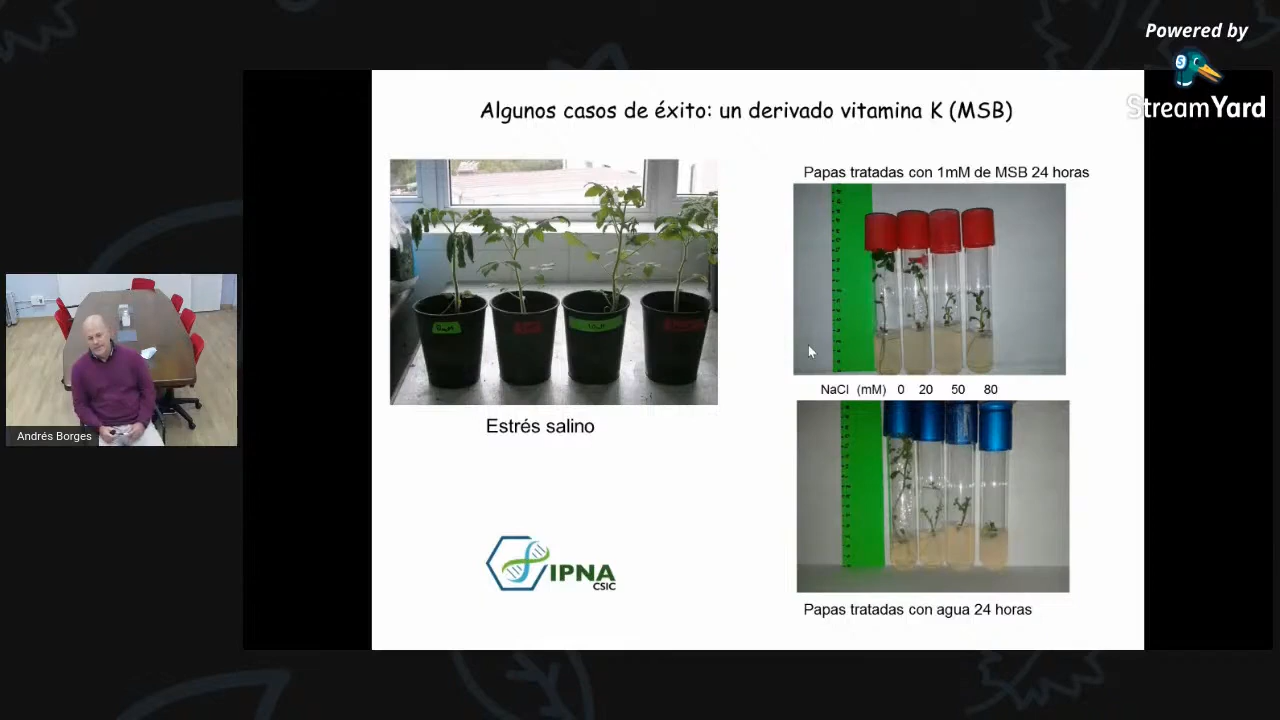 Powered by
StreamYard
Algunos casos de éxito: un derivado vitamina K (MSB)
Papas tratadas con 1mM de MSB 24 horas
NaCl (mM) 0 20 50 80
Estrés salino
Andrés Borges
IPNA
CSIC
Papas tratadas con agua 24 horas